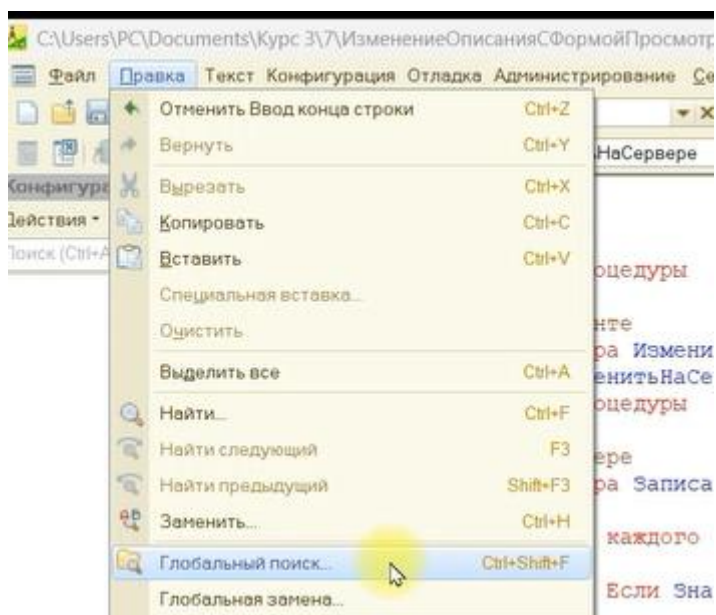 C:\Users\PC\Documents\Курс 3\7\ИзменениеОписанияСФормойПросмотр
Файл Правка Текст Конфигурация Отладка Администрирование Се
Отменить Ввод конца строки Ctrl+Z
Вернуть Ctrl+Y
НаСервере
Конфигура
Вырезать Ctrl+X
Действия
Копировать Ctrl+C
Поиск (Ctrl+A
Вставить Ctrl+V
оцедуры
Специальная вставка...
Очистить
нте
ра Измени
Выделить все Ctrl+A
енитьНаСе
Найти... Ctrl+F
оцедуры
Найти следующий F3
ере
Найти предыдущий Shift+F3
ра Записа
Заменить... Ctrl+H
каждого
Глобальный поиск... Ctrl+Shift+F
Если Зна
Глобальная замена...